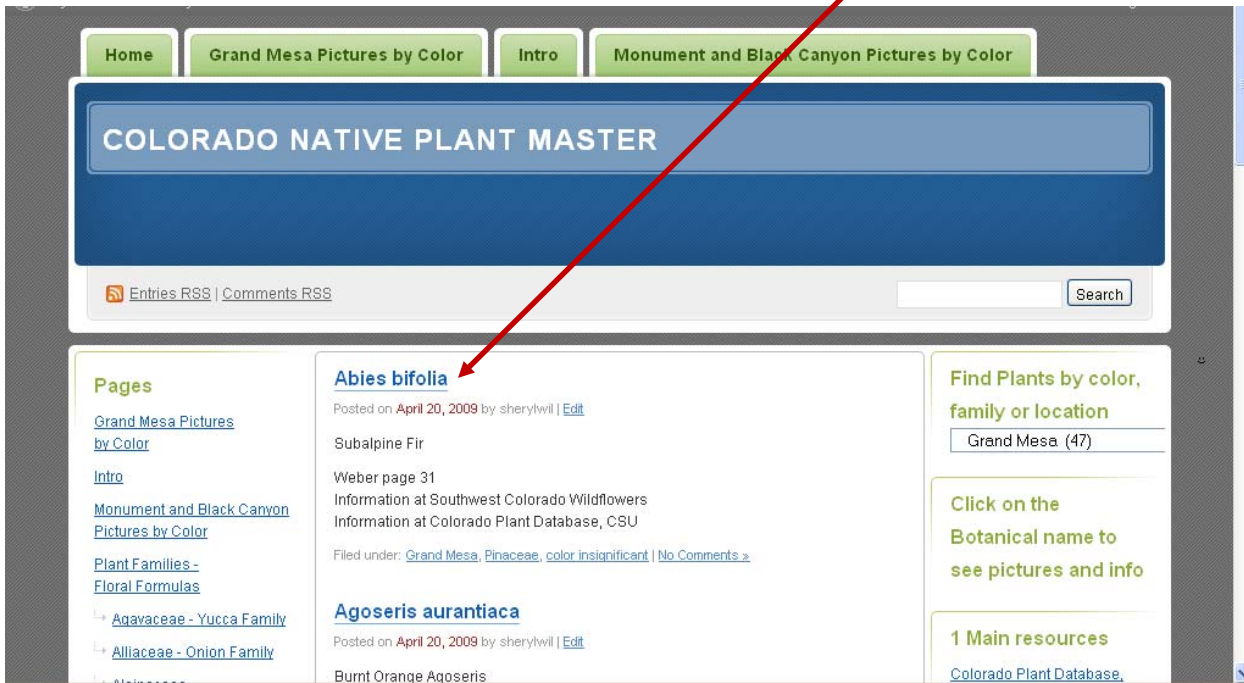 Home
Grand Mesa Pictures by Color
Intro
Monument and Black Canyon Pictures by Color
COLORADO NATIVE PLANT MASTER
Entries RSS | Comments RSS
Search
Pages
Grand Mesa Pictures
by Color
Intro
Monument and Black Canyon
Pictures by Color
Plant Families -
Floral Formulas
Agavaceae - Yucca Family
Alliaceae - Onion Family
Abies bifolia
Posted on April 20, 2009 by sherylwil | Edit
Subalpine Fir
Weber page 31
Information at Southwest Colorado Wildflowers
Information at Colorado Plant Database, CSU
Filed under: Grand Mesa, Pinaceae, color insignificant | No Comments »
Agoseris aurantiaca
Posted on April 20, 2009 by sherylwil | Edit
Burnt Orange Agoseris
Find Plants by color,
family or location
Grand Mesa (47)
Click on the
Botanical name to
see pictures and info
1 Main resources
Colorado Plant Database,